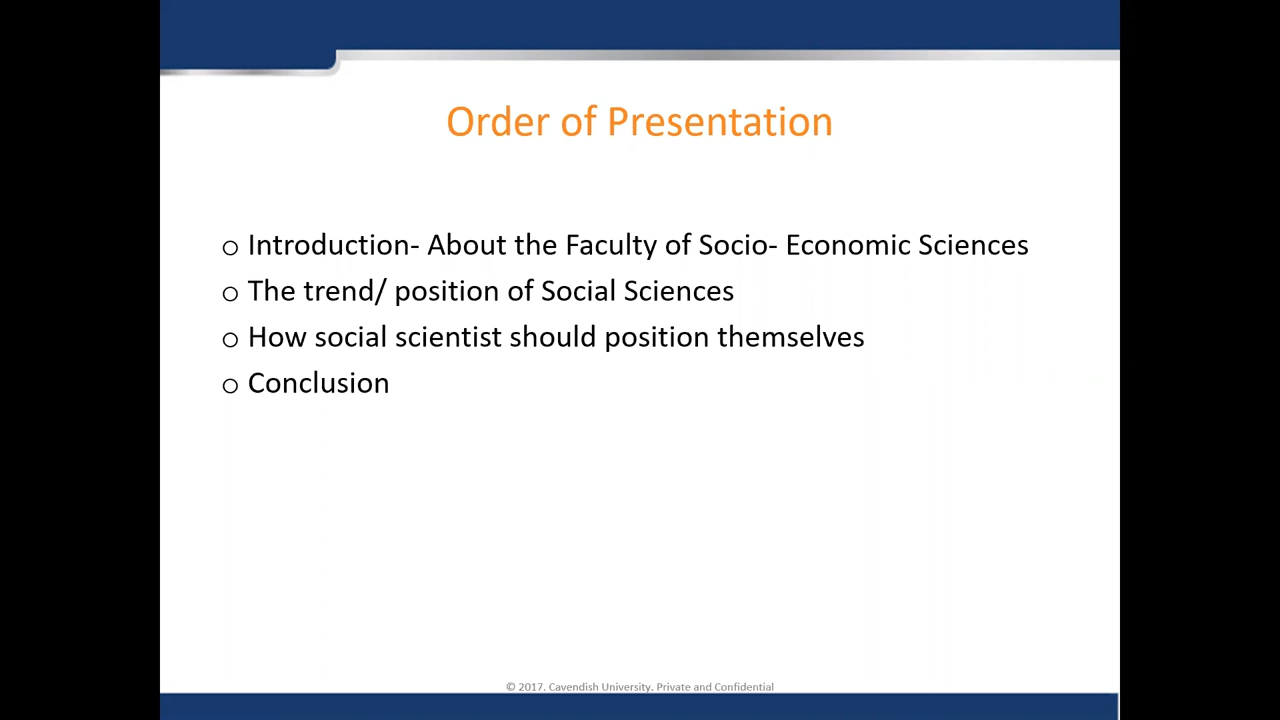 Order of Presentation
o Introduction- About the Faculty of Socio- Economic Sciences
o The trend/ position of Social Sciences
o How social scientist should position themselves
o Conclusion
© 2017. Cavendish University. Private and Confidential